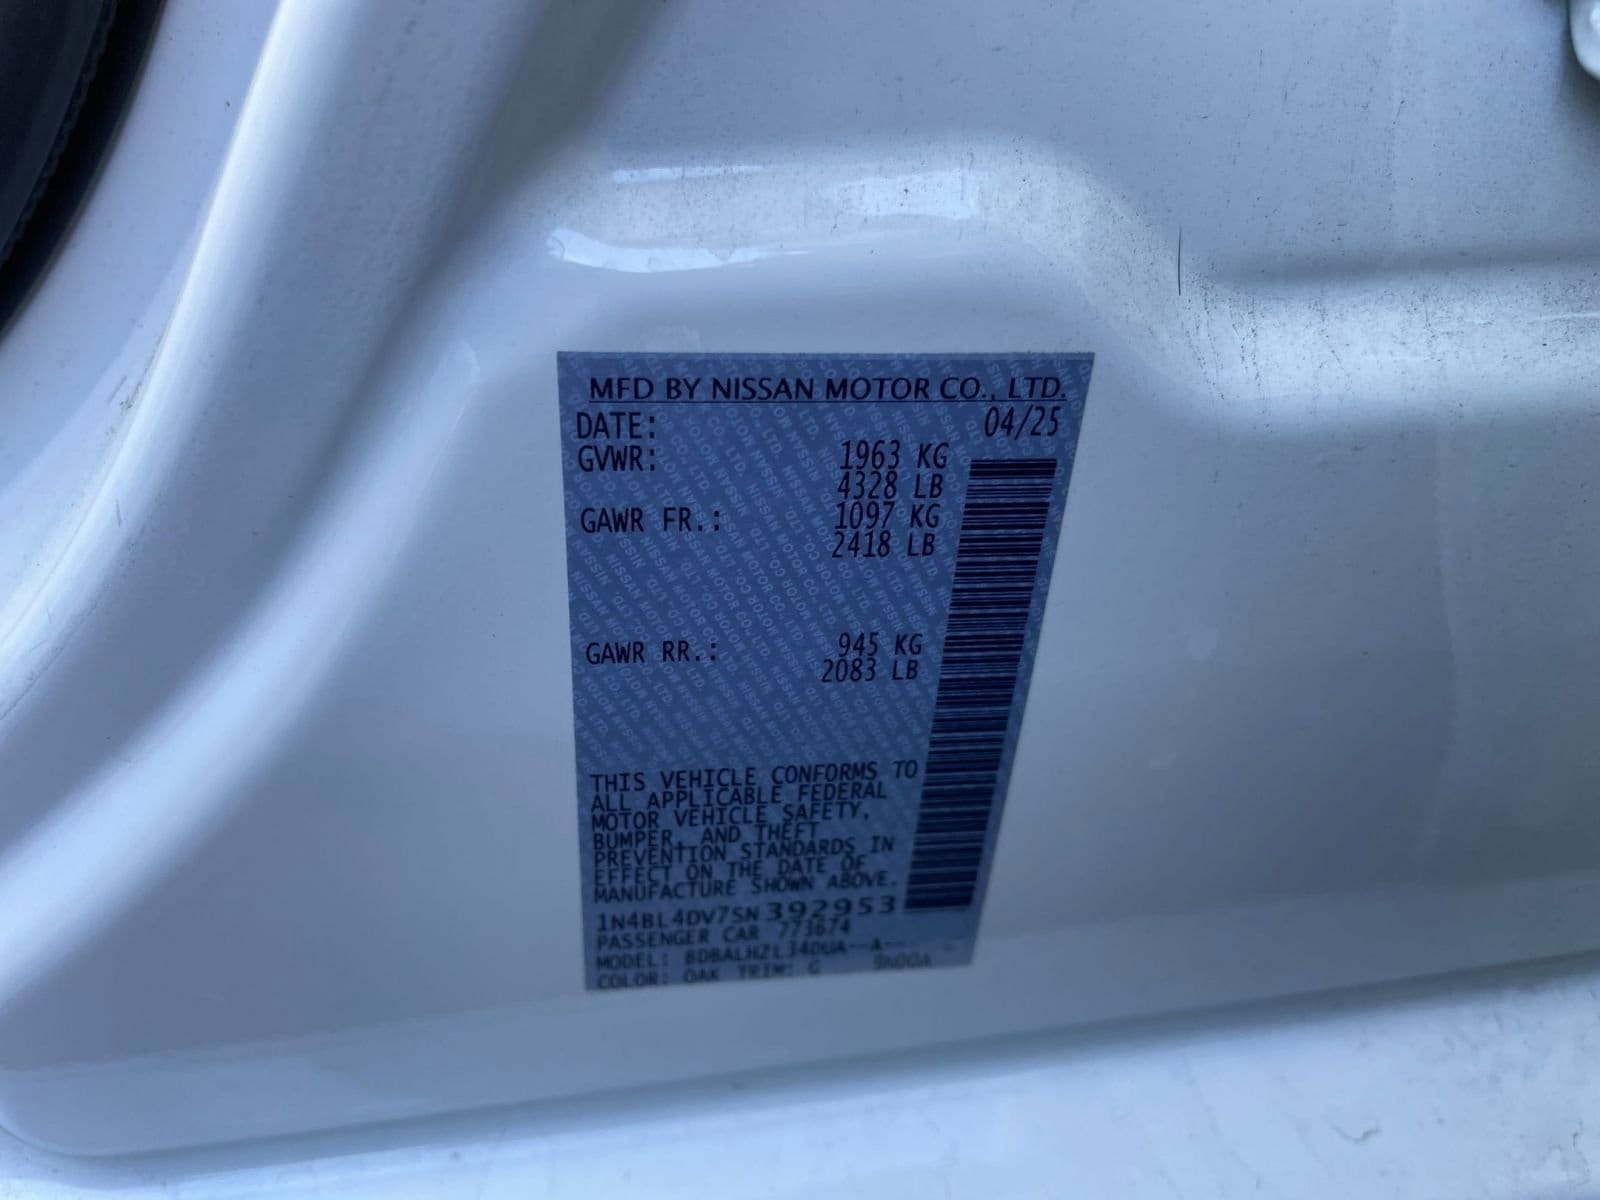 MFD BY NISSAN MOTOR CO., LTD.
DATE: 04/25
GVWR: 1963 KG
4328 LB
GAWR FR.: 1097 KG
2418 LB
GAWR RR.: 945 KG
2083 LB
THIS VEHICLE CONFORMS TO
ALL APPLICABLE FEDERAL
MOTOR VEHICLE SAFETY,
BUMPER, AND THEFT
PREVENTION STANDARDS IN
EFFECT ON THE DATE OF
MANUFACTURE SHOWN ABOVE.
1N4BL4DV7SN392953
PASSENGER CAR 773674
MODEL: BDBALHZL34DUA--A--
COLOR: QAK TRIM: G